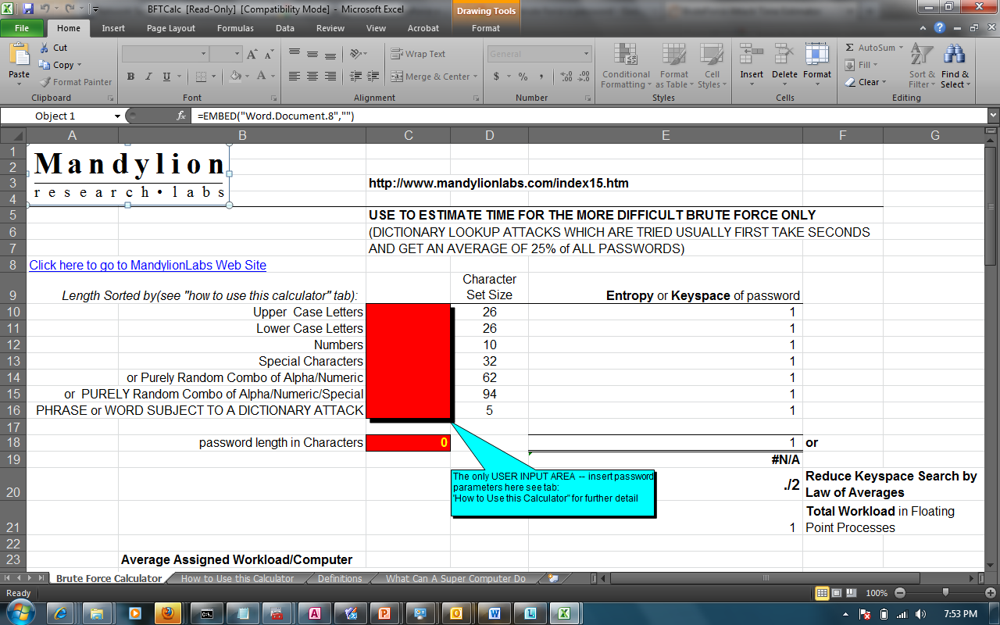 BFTCalc [Read-Only] [Compatibility Mode] - Microsoft Excel
Drawing Tools
File Home Insert Page Layout Formulas Data Review View Acrobat Format
Paste
Cut
Copy
Format Painter
Clipboard
B I U
Font
Wrap Text
Merge & Center
Alignment
General
$ % ,
Number
Conditional Formatting
Format as Table
Cell Styles
Styles
Insert Delete Format
Cells
AutoSum
Fill
Clear
Sort & Filter
Find & Select
Editing
Object 1
fx =EMBED("Word.Document.8","")
A B C D E F G
1
2
Mandylion
research•labs
3 http://www.mandylionlabs.com/index15.htm
4
5 USE TO ESTIMATE TIME FOR THE MORE DIFFICULT BRUTE FORCE ONLY
6 (DICTIONARY LOOKUP ATTACKS WHICH ARE TRIED USUALLY FIRST TAKE SECONDS
7 AND GET AN AVERAGE OF 25% of ALL PASSWORDS)
8 Click here to go to MandylionLabs Web Site
Character
9 Length Sorted by(see "how to use this calculator" tab): Set Size Entropy or Keyspace of password
10 Upper Case Letters 26 1
11 Lower Case Letters 26 1
12 Numbers 10 1
13 Special Characters 32 1
14 or Purely Random Combo of Alpha/Numeric 62 1
15 or PURELY Random Combo of Alpha/Numeric/Special 94 1
16 PHRASE or WORD SUBJECT TO A DICTIONARY ATTACK 5 1
17
18 password length in Characters 0 1 or
19 #N/A
The only USER INPUT AREA -- insert password
parameters here see tab:
'How to Use this Calculator" for further detail
20 ./2 Reduce Keyspace Search by
Law of Averages
Total Workload in Floating
21 1 Point Processes
22
23 Average Assigned Workload/Computer
Brute Force Calculator How to Use this Calculator Definitions What Can A Super Computer Do
Ready 100%
7:53 PM